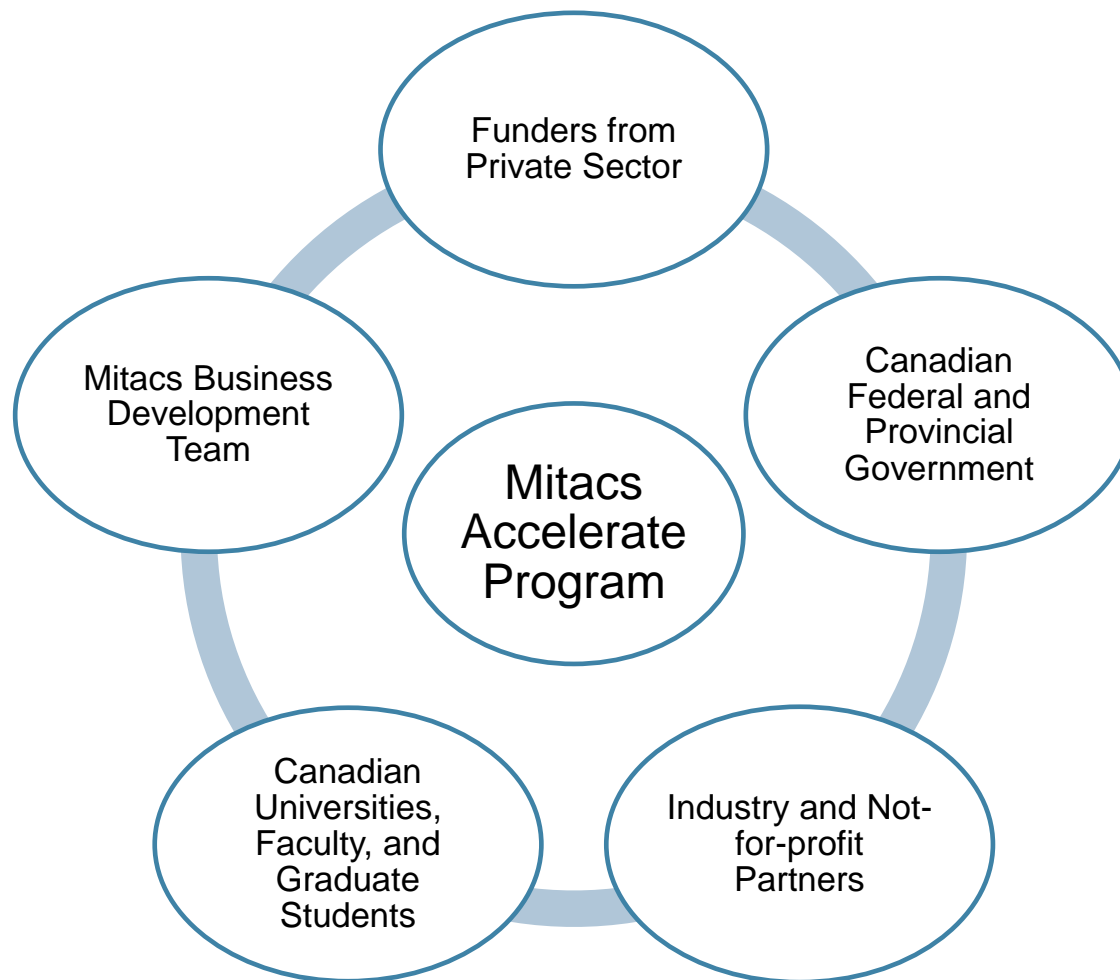 Funders from
Private Sector
Canadian
Federal and
Provincial
Government
Industry and Not-
for-profit
Partners
Canadian
Universities,
Faculty, and
Graduate
Students
Mitacs Business
Development
Team
Mitacs
Accelerate
Program